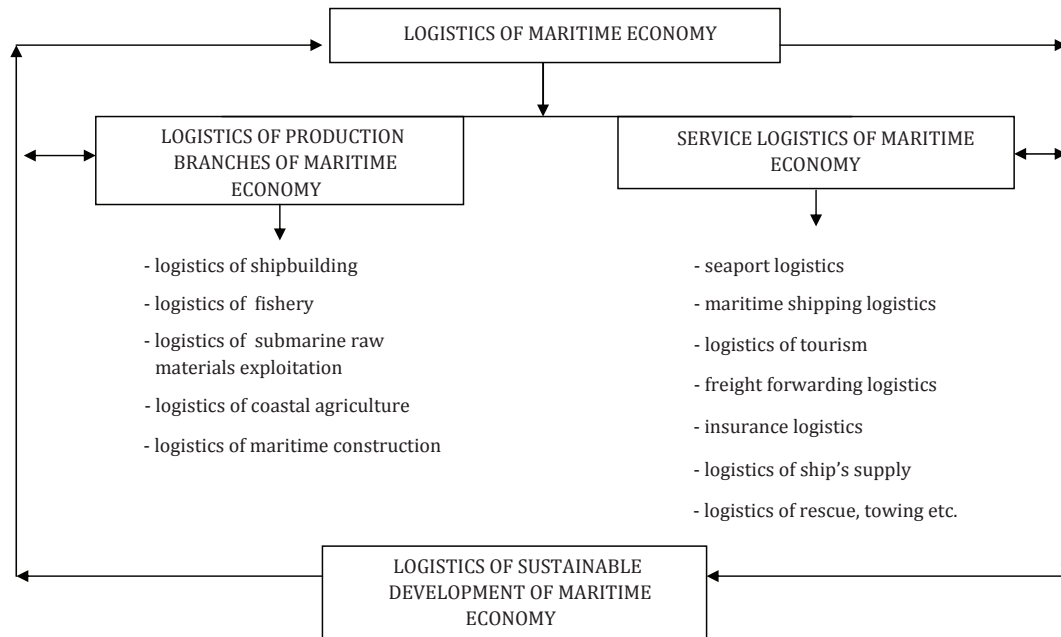 LOGISTICS OF MARITIME ECONOMY
LOGISTICS OF PRODUCTION
BRANCHES OF MARITIME
ECONOMY
SERVICE LOGISTICS OF MARITIME
ECONOMY
- logistics of shipbuilding
- logistics of fishery
- logistics of submarine raw
materials exploitation
- logistics of coastal agriculture
- logistics of maritime construction
- seaport logistics
- maritime shipping logistics
- logistics of tourism
- freight forwarding logistics
- insurance logistics
- logistics of ship’s supply
- logistics of rescue, towing etc.
LOGISTICS OF SUSTAINABLE
DEVELOPMENT OF MARITIME
ECONOMY